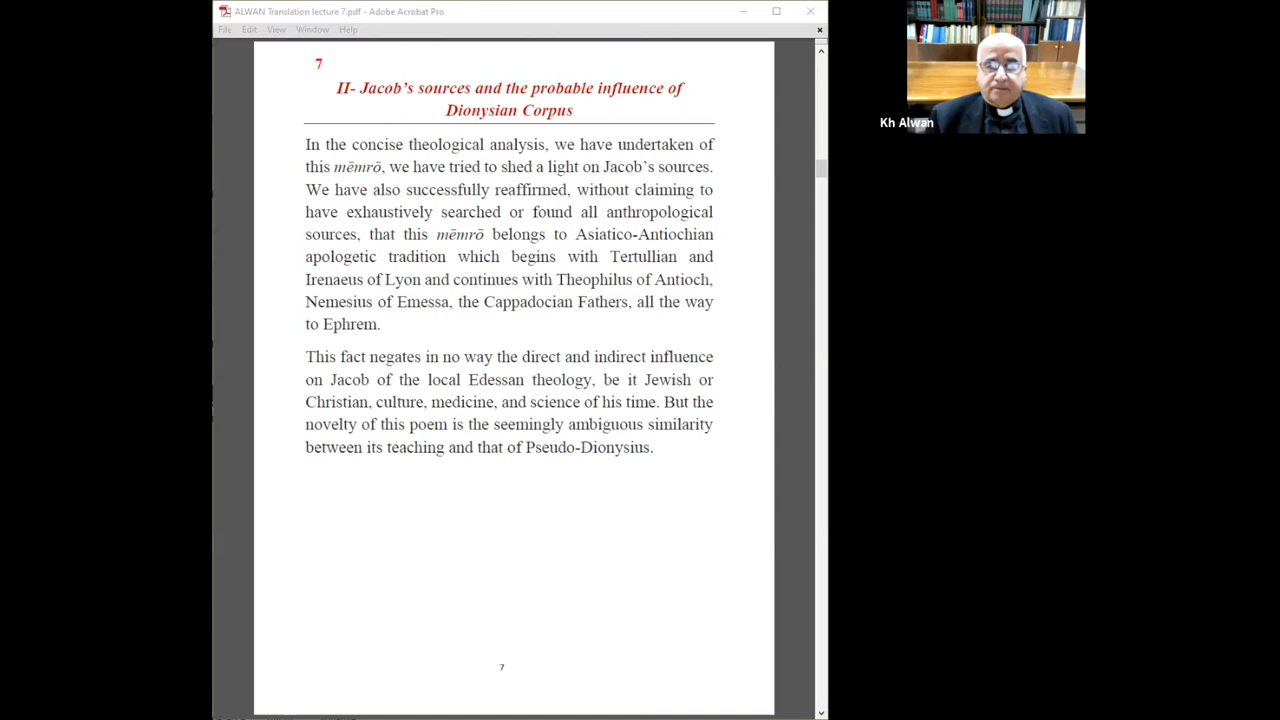 ALWAN Translation lecture 7.pdf - Adobe Acrobat Pro
File Edit View Window Help
7
II- Jacob's sources and the probable influence of
Dionysian Corpus
In the concise theological analysis, we have undertaken of
this mēmrō, we have tried to shed a light on Jacob's sources.
We have also successfully reaffirmed, without claiming to
have exhaustively searched or found all anthropological
sources, that this mēmrō belongs to Asiatico-Antiochian
apologetic tradition which begins with Tertullian and
Irenaeus of Lyon and continues with Theophilus of Antioch,
Nemesius of Emessa, the Cappadocian Fathers, all the way
to Ephrem.
This fact negates in no way the direct and indirect influence
on Jacob of the local Edessan theology, be it Jewish or
Christian, culture, medicine, and science of his time. But the
novelty of this poem is the seemingly ambiguous similarity
between its teaching and that of Pseudo-Dionysius.
7
Kh Alwan